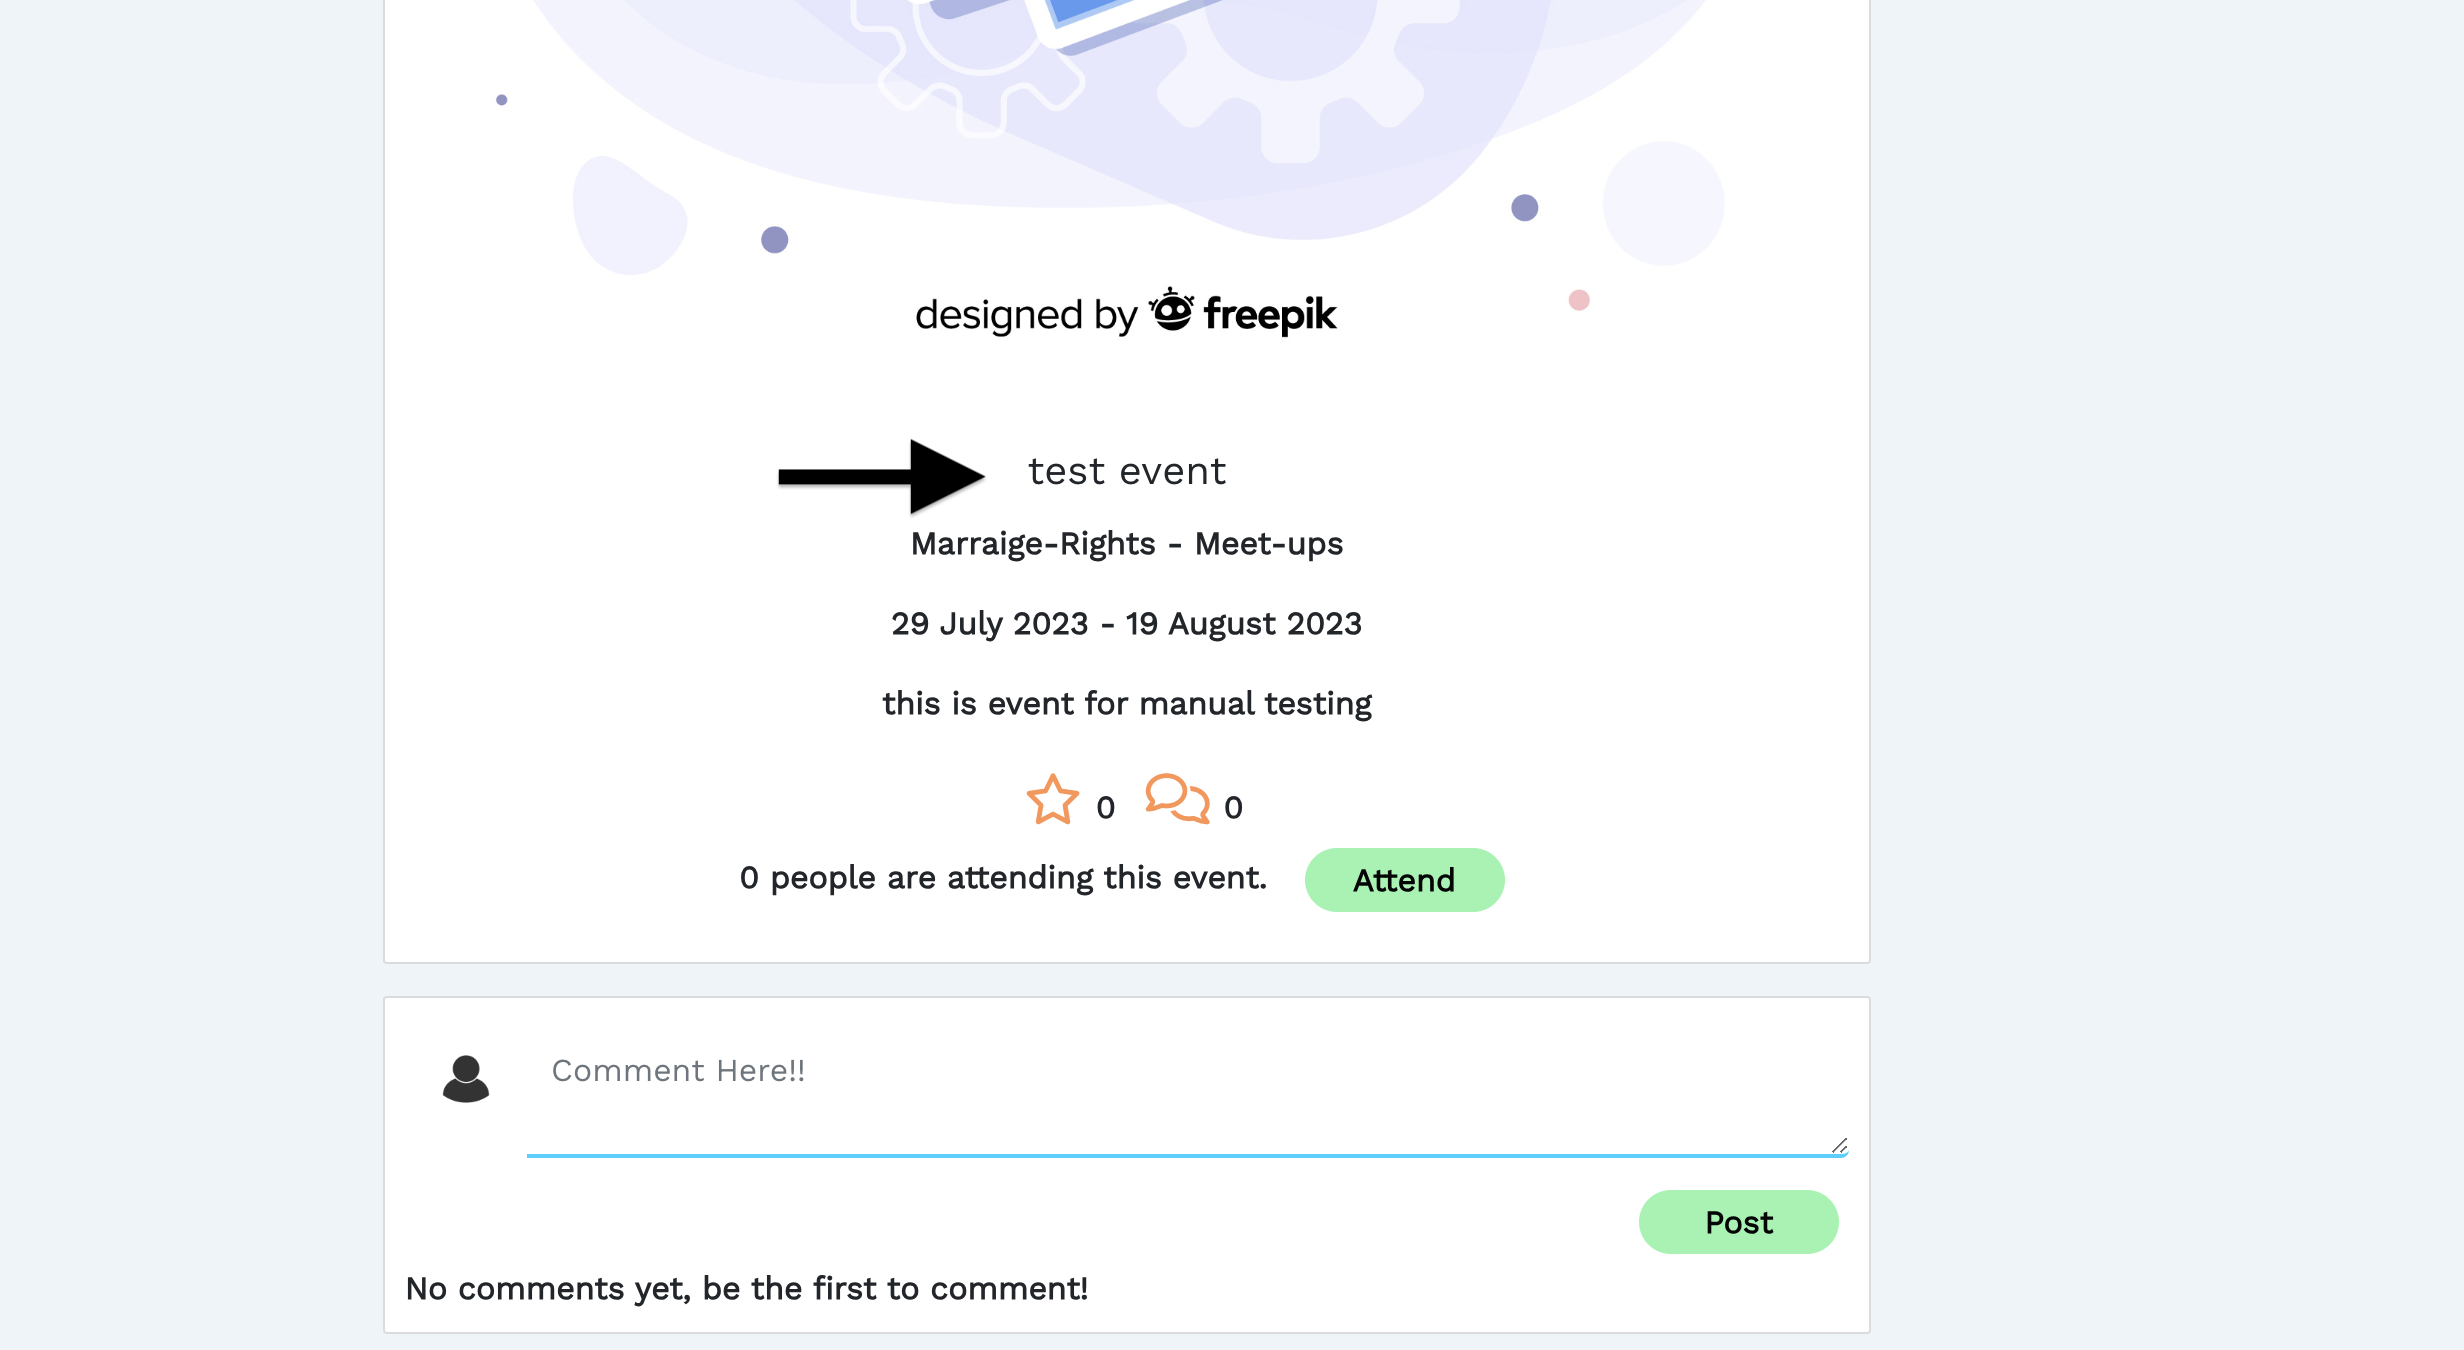 designed by freepik
test event
Marraige-Rights - Meet-ups
29 July 2023 - 19 August 2023
this is event for manual testing
0 0
0 people are attending this event. Attend
Comment Here!!
Post
No comments yet, be the first to comment!